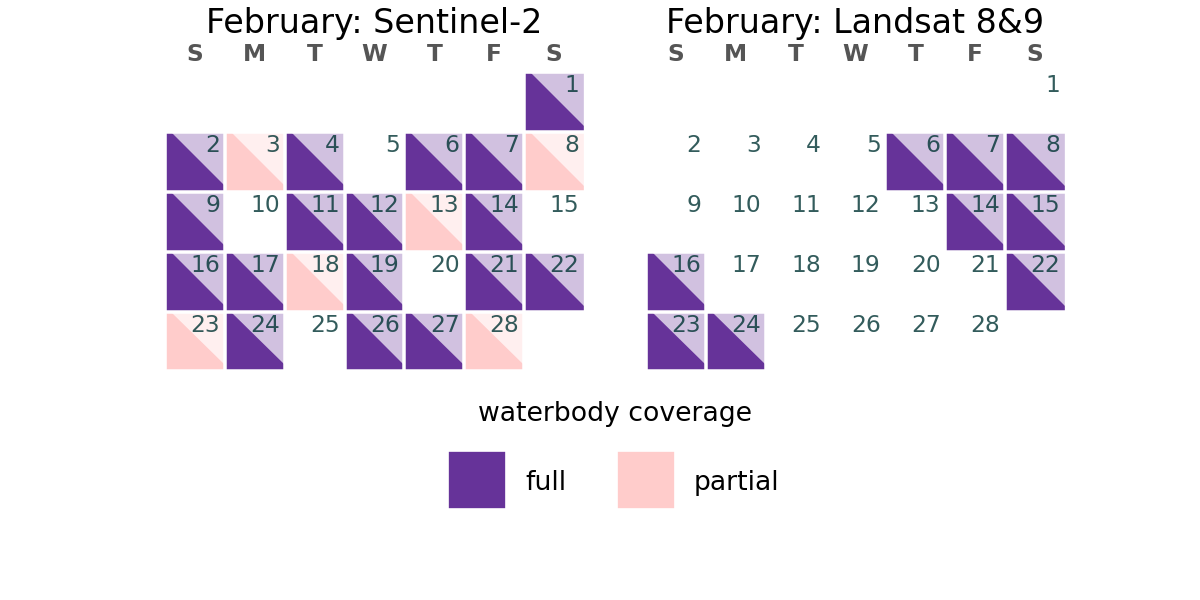 February: Sentinel-2
S M T W T F S
1
2 3 4 5 6 7 8
9 10 11 12 13 14 15
16 17 18 19 20 21 22
23 24 25 26 27 28
February: Landsat 8&9
S M T W T F S
1
2 3 4 5 6 7 8
9 10 11 12 13 14 15
16 17 18 19 20 21 22
23 24 25 26 27 28
waterbody coverage
full partial